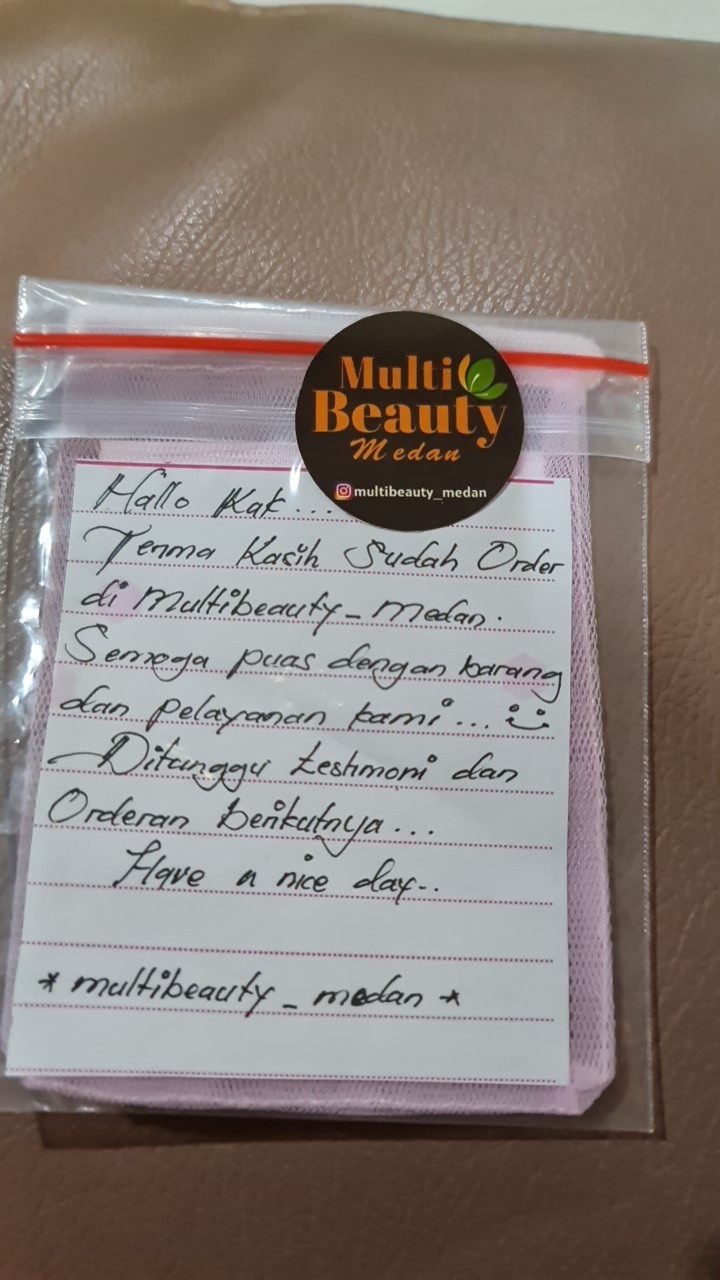 Multi
Beauty
Medan
multibeauty_medan
Hallo Kak...
Terima Kasih Sudah Order
di Multibeauty_medan.
Semoga puas dengan barang
dan pelayanan kami...
Ditunggu testimoni dan
Orderan berikutnya...
Have a nice day..
* multibeauty_medan *